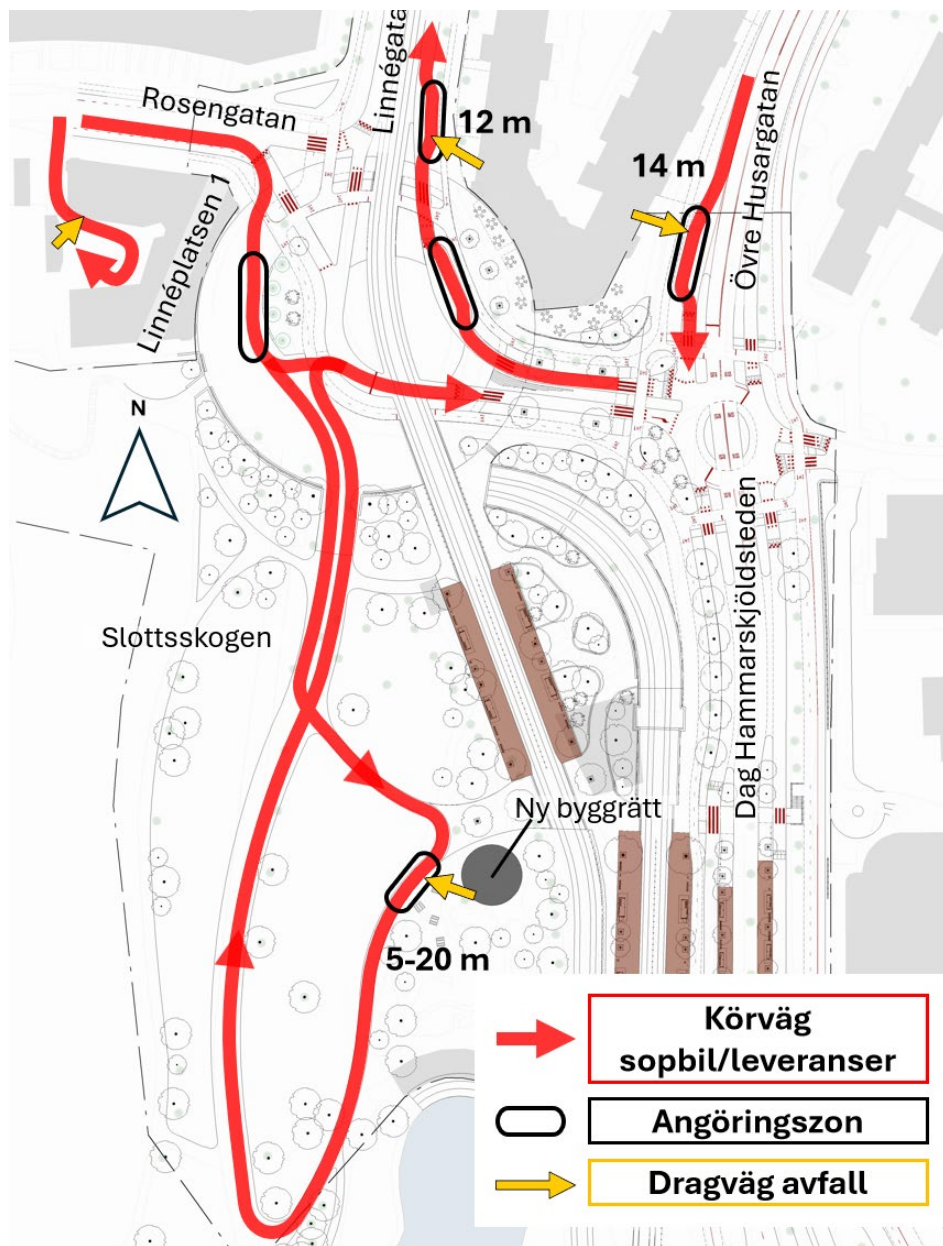 Rosengatan
Linnégata
12 m
14 m
Övre Husargatan
Linnéplatsen 1
N
Slottsskogen
Dag Hammarskjöldsleden
Ny byggrätt
5-20 m
Körväg
sopbil/leveranser
Angöringszon
Dragväg avfall